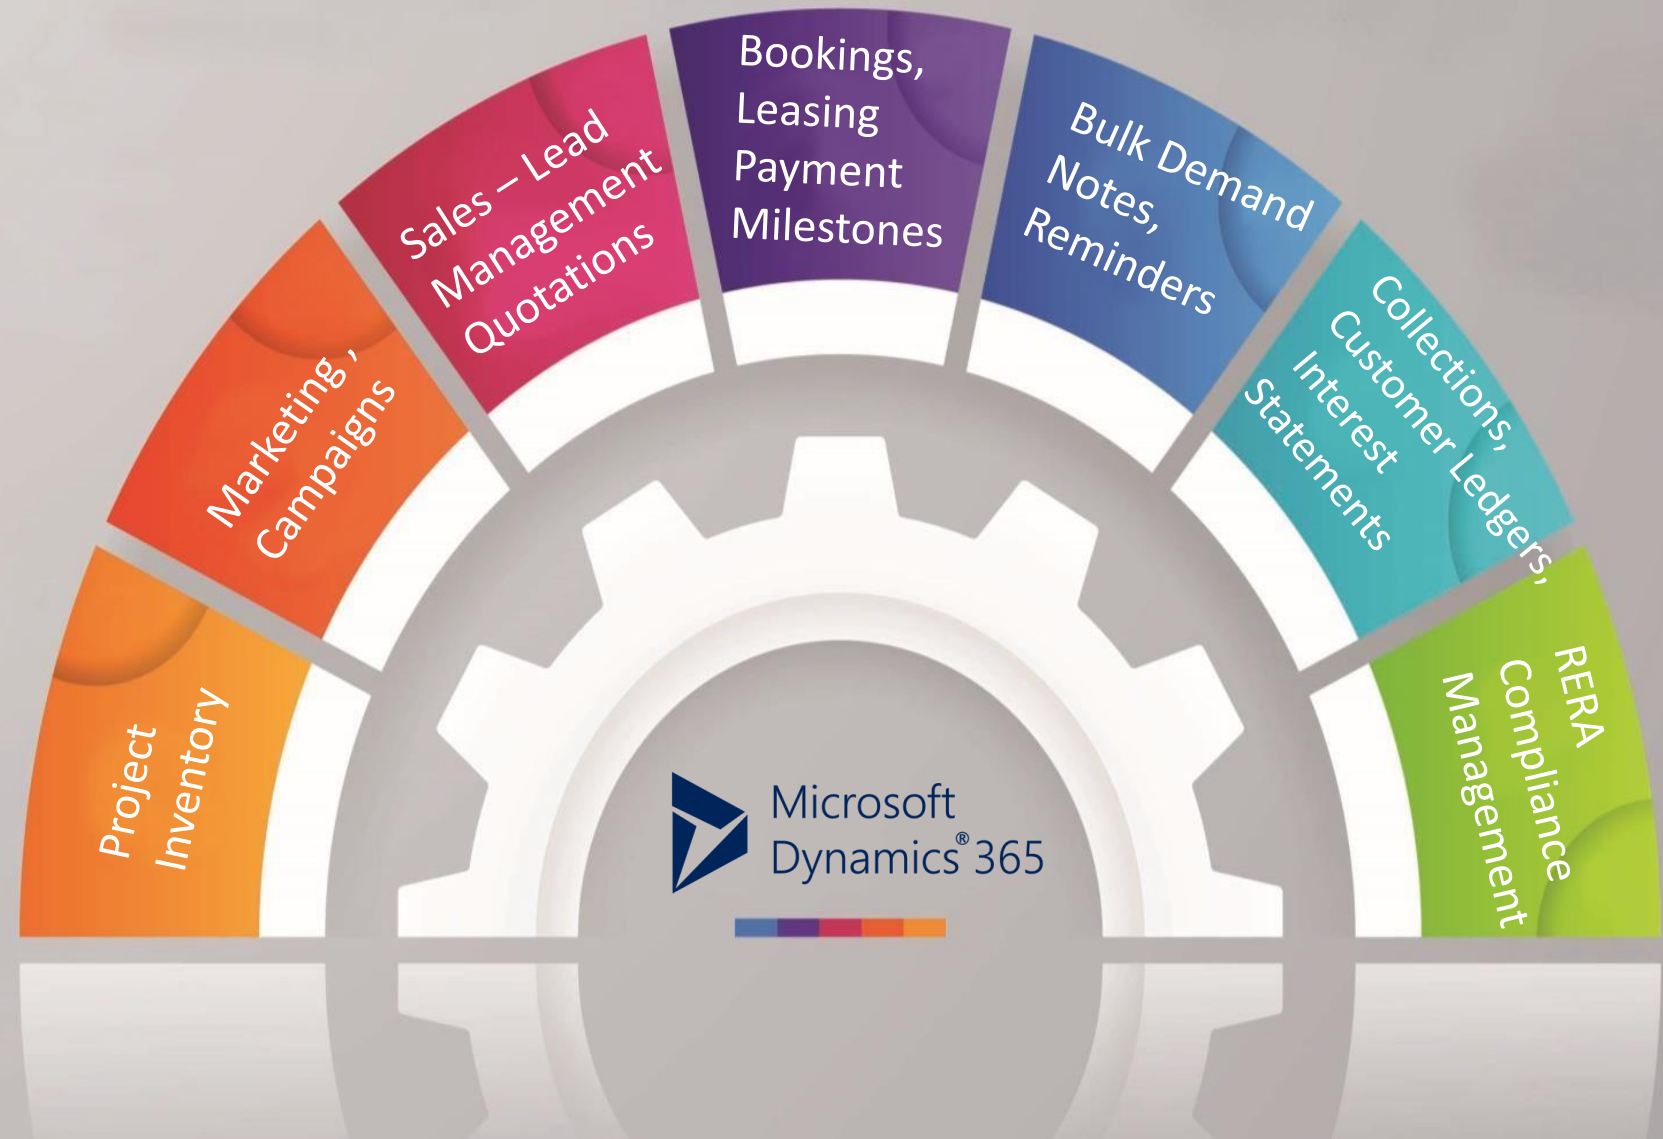 Project
Inventory
Marketing ,
Campaigns
Sales – Lead
Management
Quotations
Bookings,
Leasing
Payment
Milestones
Bulk Demand
Notes,
Reminders
Collections,
Customer Ledgers,
Interest
Statements
RERA
Compliance
Management
Microsoft
Dynamics® 365